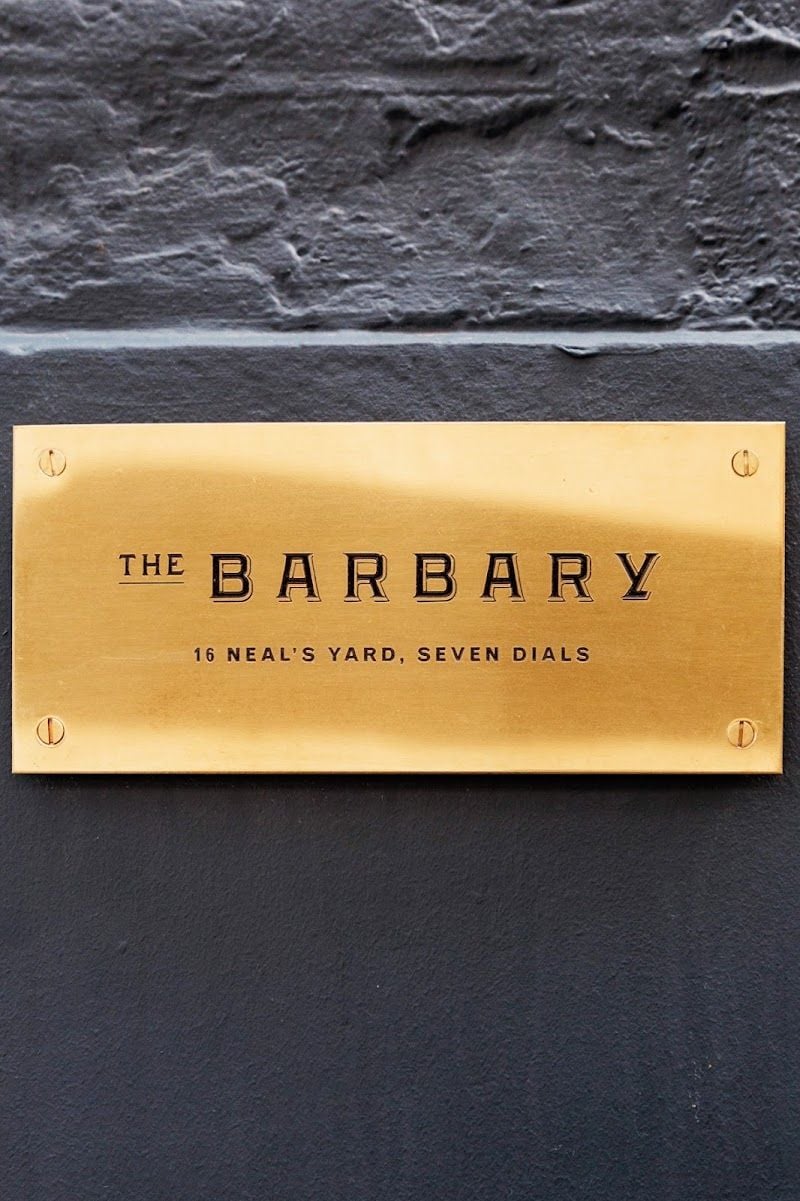 THE BARBARY
16 NEAL'S YARD, SEVEN DIALS